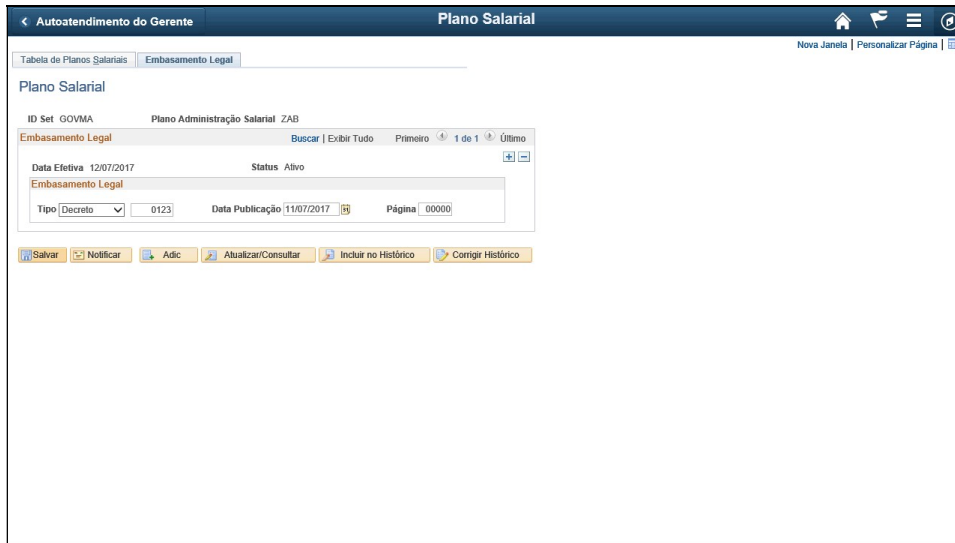 Autoatendimento do Gerente Plano Salarial
Nova Janela | Personalizar Página |
Tabela de Planos Salariais Embasamento Legal
Plano Salarial
ID Set GOVMA Plano Administração Salarial ZAB
Embasamento Legal Buscar | Exibir Tudo Primeiro 1 de 1 Último
Data Efetiva 12/07/2017 Status Ativo
Embasamento Legal
Tipo Decreto 0123 Data Publicação 11/07/2017 Página 00000
Salvar Notificar Adic Atualizar/Consultar Incluir no Histórico Corrigir Histórico